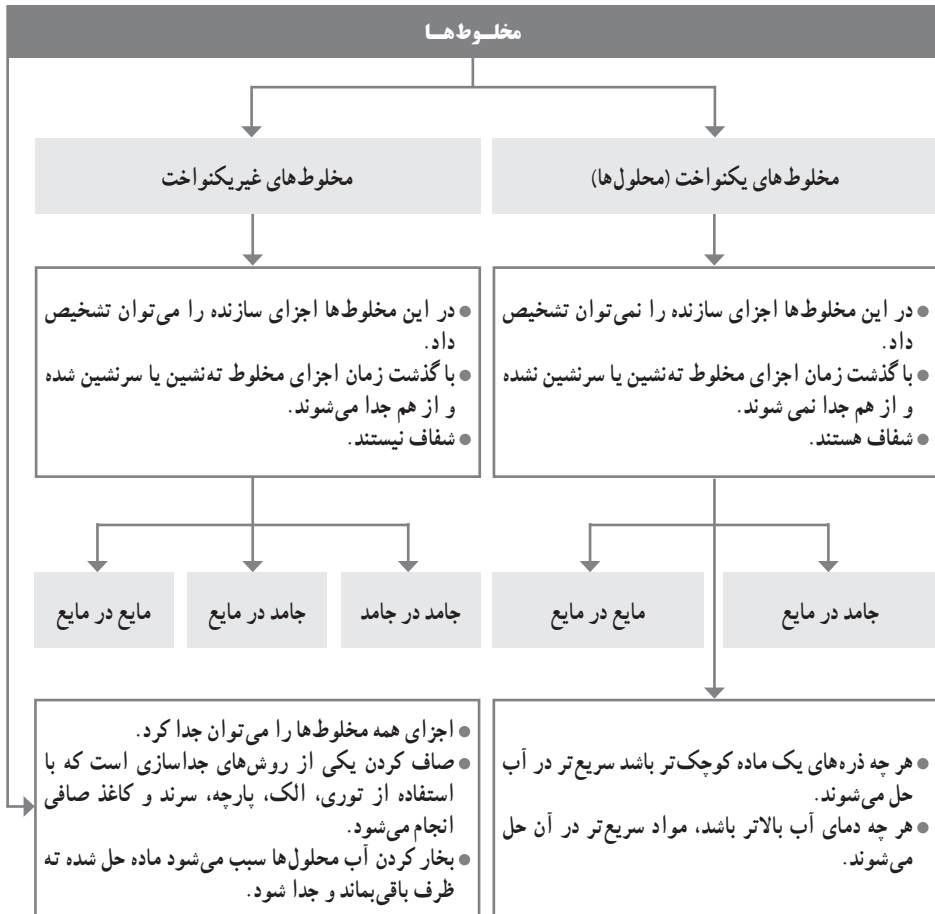 مخلـــوط‌هـــا
مخلوط‌های یکنواخت (محلول‌ها)
مخلوط‌های غیریکنواخت
● در این مخلوط‌ها اجزای سازنده را نمی‌توان تشخیص
داد.
● با گذشت زمان اجزای مخلوط ته‌نشین یا سرنشین نشده
و از هم جدا نمی شوند.
● شفاف هستند.
● در این مخلوط‌ها اجزای سازنده را می‌توان تشخیص
داد.
● با گذشت زمان اجزای مخلوط ته‌نشین یا سرنشین شده
و از هم جدا می‌شوند.
● شفاف نیستند.
جامد در مایع
مایع در مایع
جامد در جامد
جامد در مایع
مایع در مایع
● هر چه ذره‌های یک ماده کوچک‌تر باشد سریع‌تر در آب
حل می‌شوند.
● هر چه دمای آب بالاتر باشد، مواد سریع‌تر در آن حل
می‌شوند.
● اجزای همه مخلوط‌ها را می‌توان جدا کرد.
● صاف کردن یکی از روش‌های جداسازی است که با
استفاده از توری، الک، پارچه، سرند و کاغذ صافی
انجام می‌شود.
● بخار کردن آب محلول‌ها سبب می‌شود ماده حل شده ته
ظرف باقی‌بماند و جدا شود.